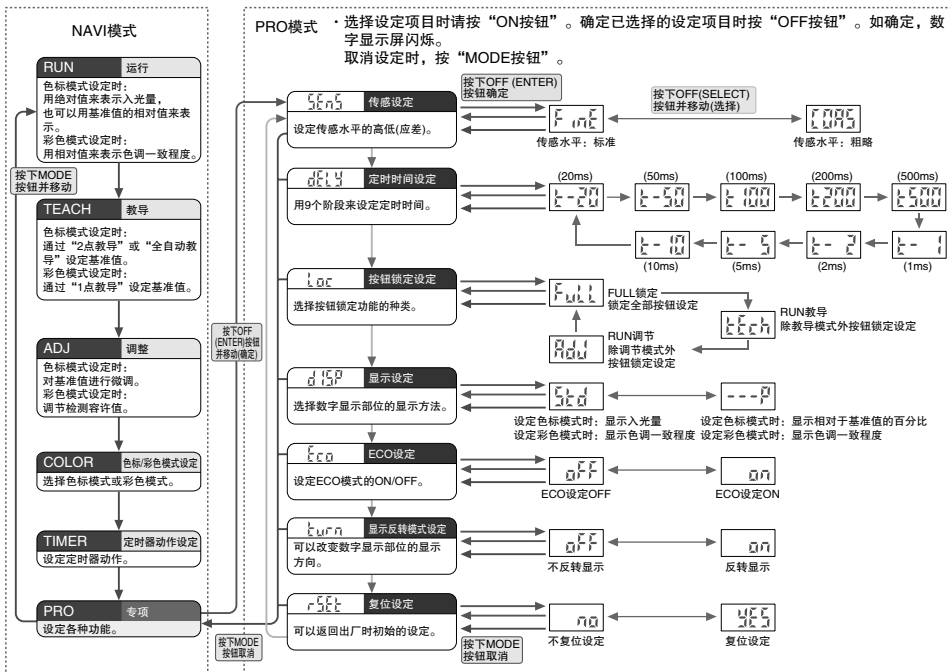 NAVI模式
RUN 运行
色标模式设定时：
用绝对值来表示入光量，
也可以用基准值的相对值来表
示。
彩色模式设定时：
用相对值来表示色调一致程度。
按下MODE
按钮并移动
TEACH 教导
色标模式设定时：
通过“2点教导”或“全自动教
导”设定基准值。
彩色模式设定时：
通过“1点教导”设定基准值。
ADJ 调整
色标模式设定时：
对基准值进行微调。
彩色模式设定时：
调节检测容许值。
COLOR 色标/彩色模式设定
选择色标模式或彩色模式。
TIMER 定时器动作设定
设定定时器动作。
PRO 专项
设定各种功能。
按下OFF
(ENTER)按钮
并移动(确定)
按下MODE
按钮取消
PRO模式
・选择设定项目时请按“ON按钮”。确定已选择的设定项目时按“OFF按钮”。如确定，数
字显示屏闪烁。
取消设定时，按“MODE按钮”。
SEnS 传感设定
设定传感水平的高低(应差)。
按下OFF (ENTER)
按钮确定
FinE
传感水平：标准
按下OFF(SELECT)
按钮并移动(选择)
COAS
传感水平：粗略
dELY 定时时间设定
用9个阶段来设定定时时间。
(20ms) (50ms) (100ms) (200ms) (500ms)
t-20 t-50 t100 t200 t500
t-10 t-5 t-2 t-1
(10ms) (5ms) (2ms) (1ms)
Loc 按钮锁定设定
选择按钮锁定功能的种类。
FuLL
FULL锁定
锁定全部按钮设定
tEch
RUN教导
除教导模式外按钮锁定设定
AdJ
RUN调节
除调节模式外
按钮锁定设定
diSP 显示设定
选择数字显示部位的显示方法。
Std
设定色标模式时：显示入光量
设定彩色模式时：显示色调一致程度
---P
设定色标模式时：显示相对于基准值的百分比
设定彩色模式时：显示色调一致程度
Eco ECO设定
设定ECO模式的ON/OFF。
oFF
ECO设定OFF
on
ECO设定ON
turn 显示反转模式设定
可以改变数字显示部位的显示
方向。
oFF
不反转显示
on
反转显示
rSEt 复位设定
可以返回出厂时初始的设定。
按下MODE
按钮取消
no
不复位设定
YES
复位设定